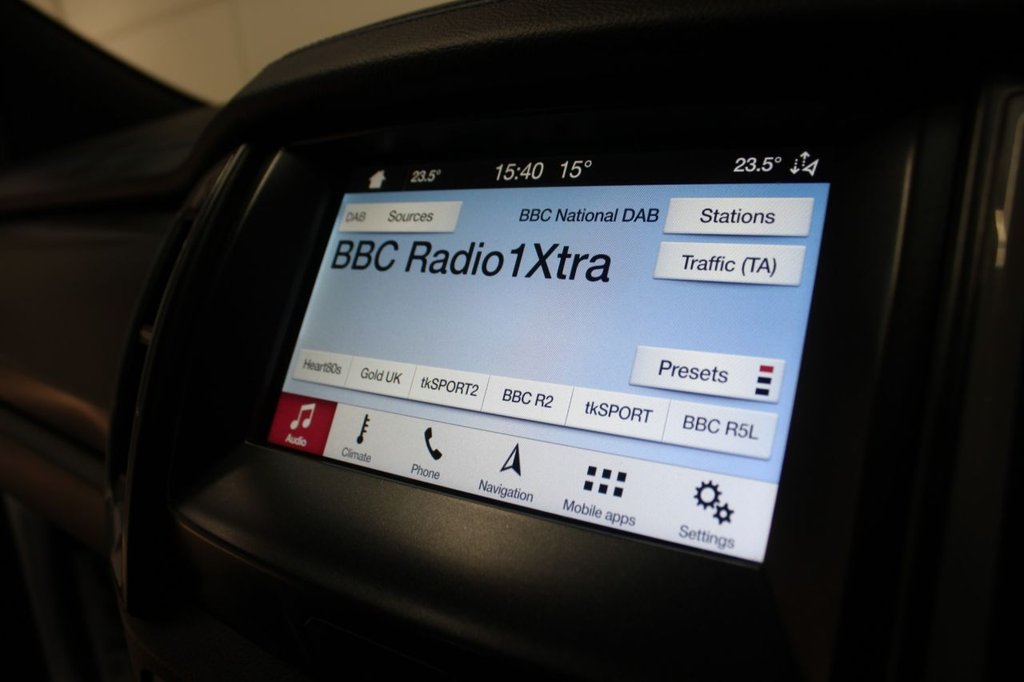 23.5° 15:40 15° 23.5°
DAB Sources BBC National DAB Stations
BBC Radio1Xtra
Traffic (TA)
Presets
Heart80s Gold UK tkSPORT2 BBC R2 tkSPORT BBC R5L
Audio Climate Phone Navigation Mobile apps Settings